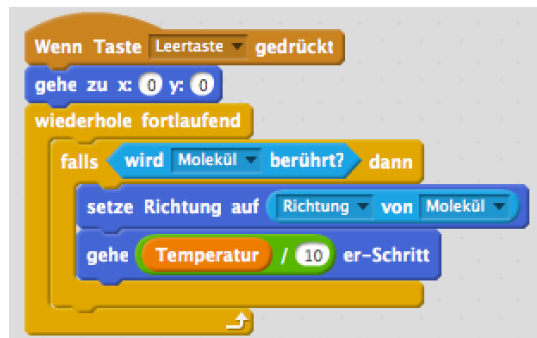 Wenn Taste Leertaste gedrückt
gehe zu x: 0 y: 0
wiederhole fortlaufend
falls wird Molekül berührt? dann
setze Richtung auf Richtung von Molekül
gehe Temperatur / 10 er-Schritt